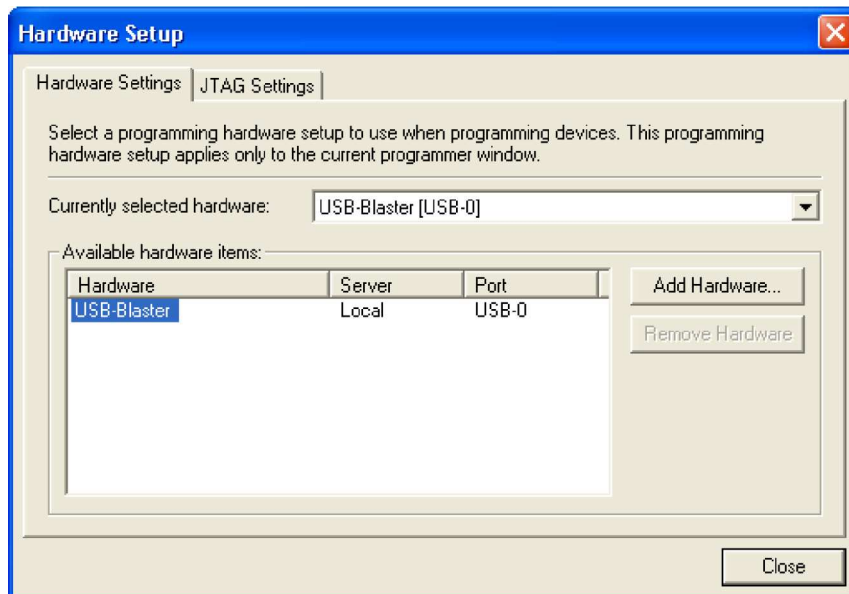 Hardware Setup
Hardware Settings JTAG Settings
Select a programming hardware setup to use when programming devices. This programming
hardware setup applies only to the current programmer window.
Currently selected hardware: USB-Blaster [USB-0]
Available hardware items:
Hardware Server Port
USB-Blaster Local USB-0
Add Hardware...
Remove Hardware
Close